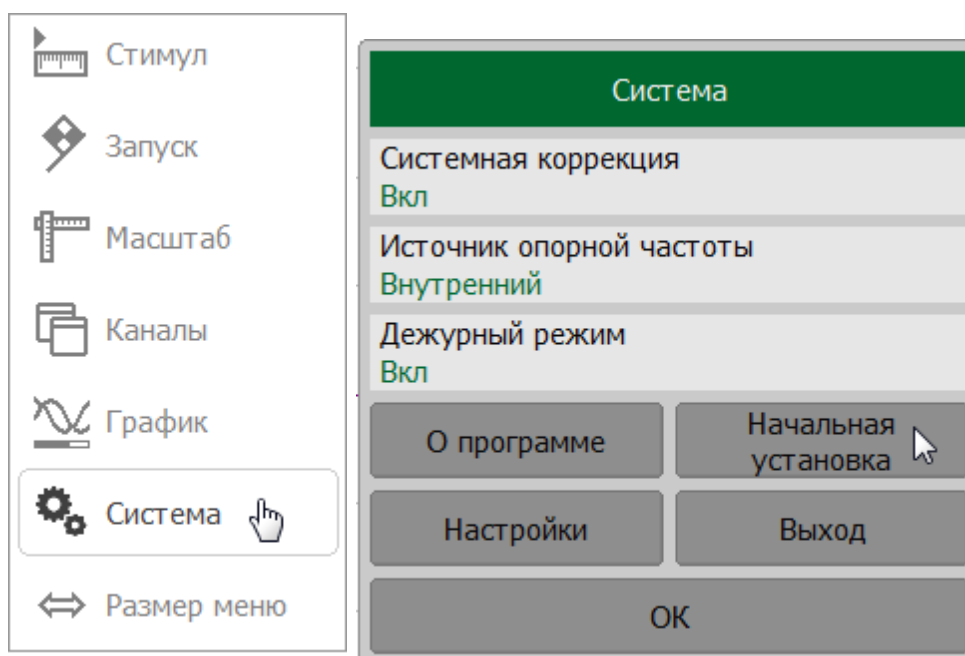 Стимул
Запуск
Масштаб
Каналы
График
Система
Размер меню
Система
Системная коррекция
Вкл
Источник опорной частоты
Внутренний
Дежурный режим
Вкл
О программе
Начальная
установка
Настройки
Выход
ОК